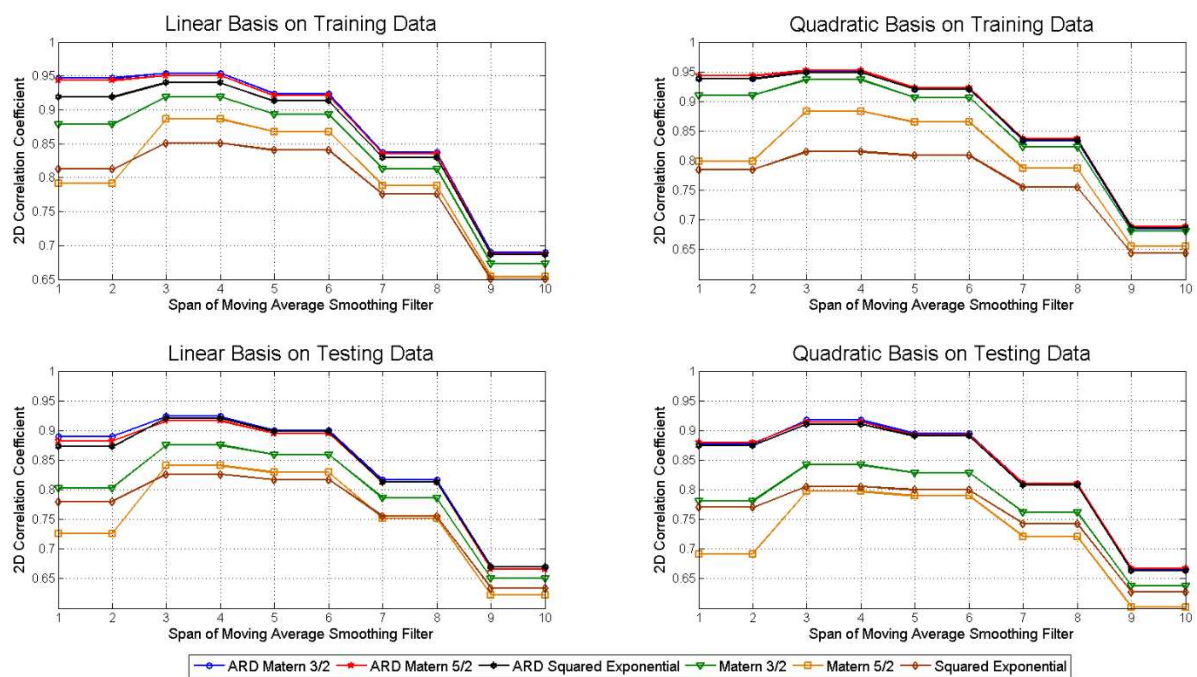 Linear Basis on Training Data
2D Correlation Coefficient
1
0.95
0.9
0.85
0.8
0.75
0.7
0.65
1 2 3 4 5 6 7 8 9 10
Span of Moving Average Smoothing Filter
Quadratic Basis on Training Data
2D Correlation Coefficient
1
0.95
0.9
0.85
0.8
0.75
0.7
0.65
1 2 3 4 5 6 7 8 9 10
Span of Moving Average Smoothing Filter
Linear Basis on Testing Data
2D Correlation Coefficient
1
0.95
0.9
0.85
0.8
0.75
0.7
0.65
1 2 3 4 5 6 7 8 9 10
Span of Moving Average Smoothing Filter
Quadratic Basis on Testing Data
2D Correlation Coefficient
1
0.95
0.9
0.85
0.8
0.75
0.7
0.65
1 2 3 4 5 6 7 8 9 10
Span of Moving Average Smoothing Filter
ARD Matern 3/2 ARD Matern 5/2 ARD Squared Exponential Matern 3/2 Matern 5/2 Squared Exponential